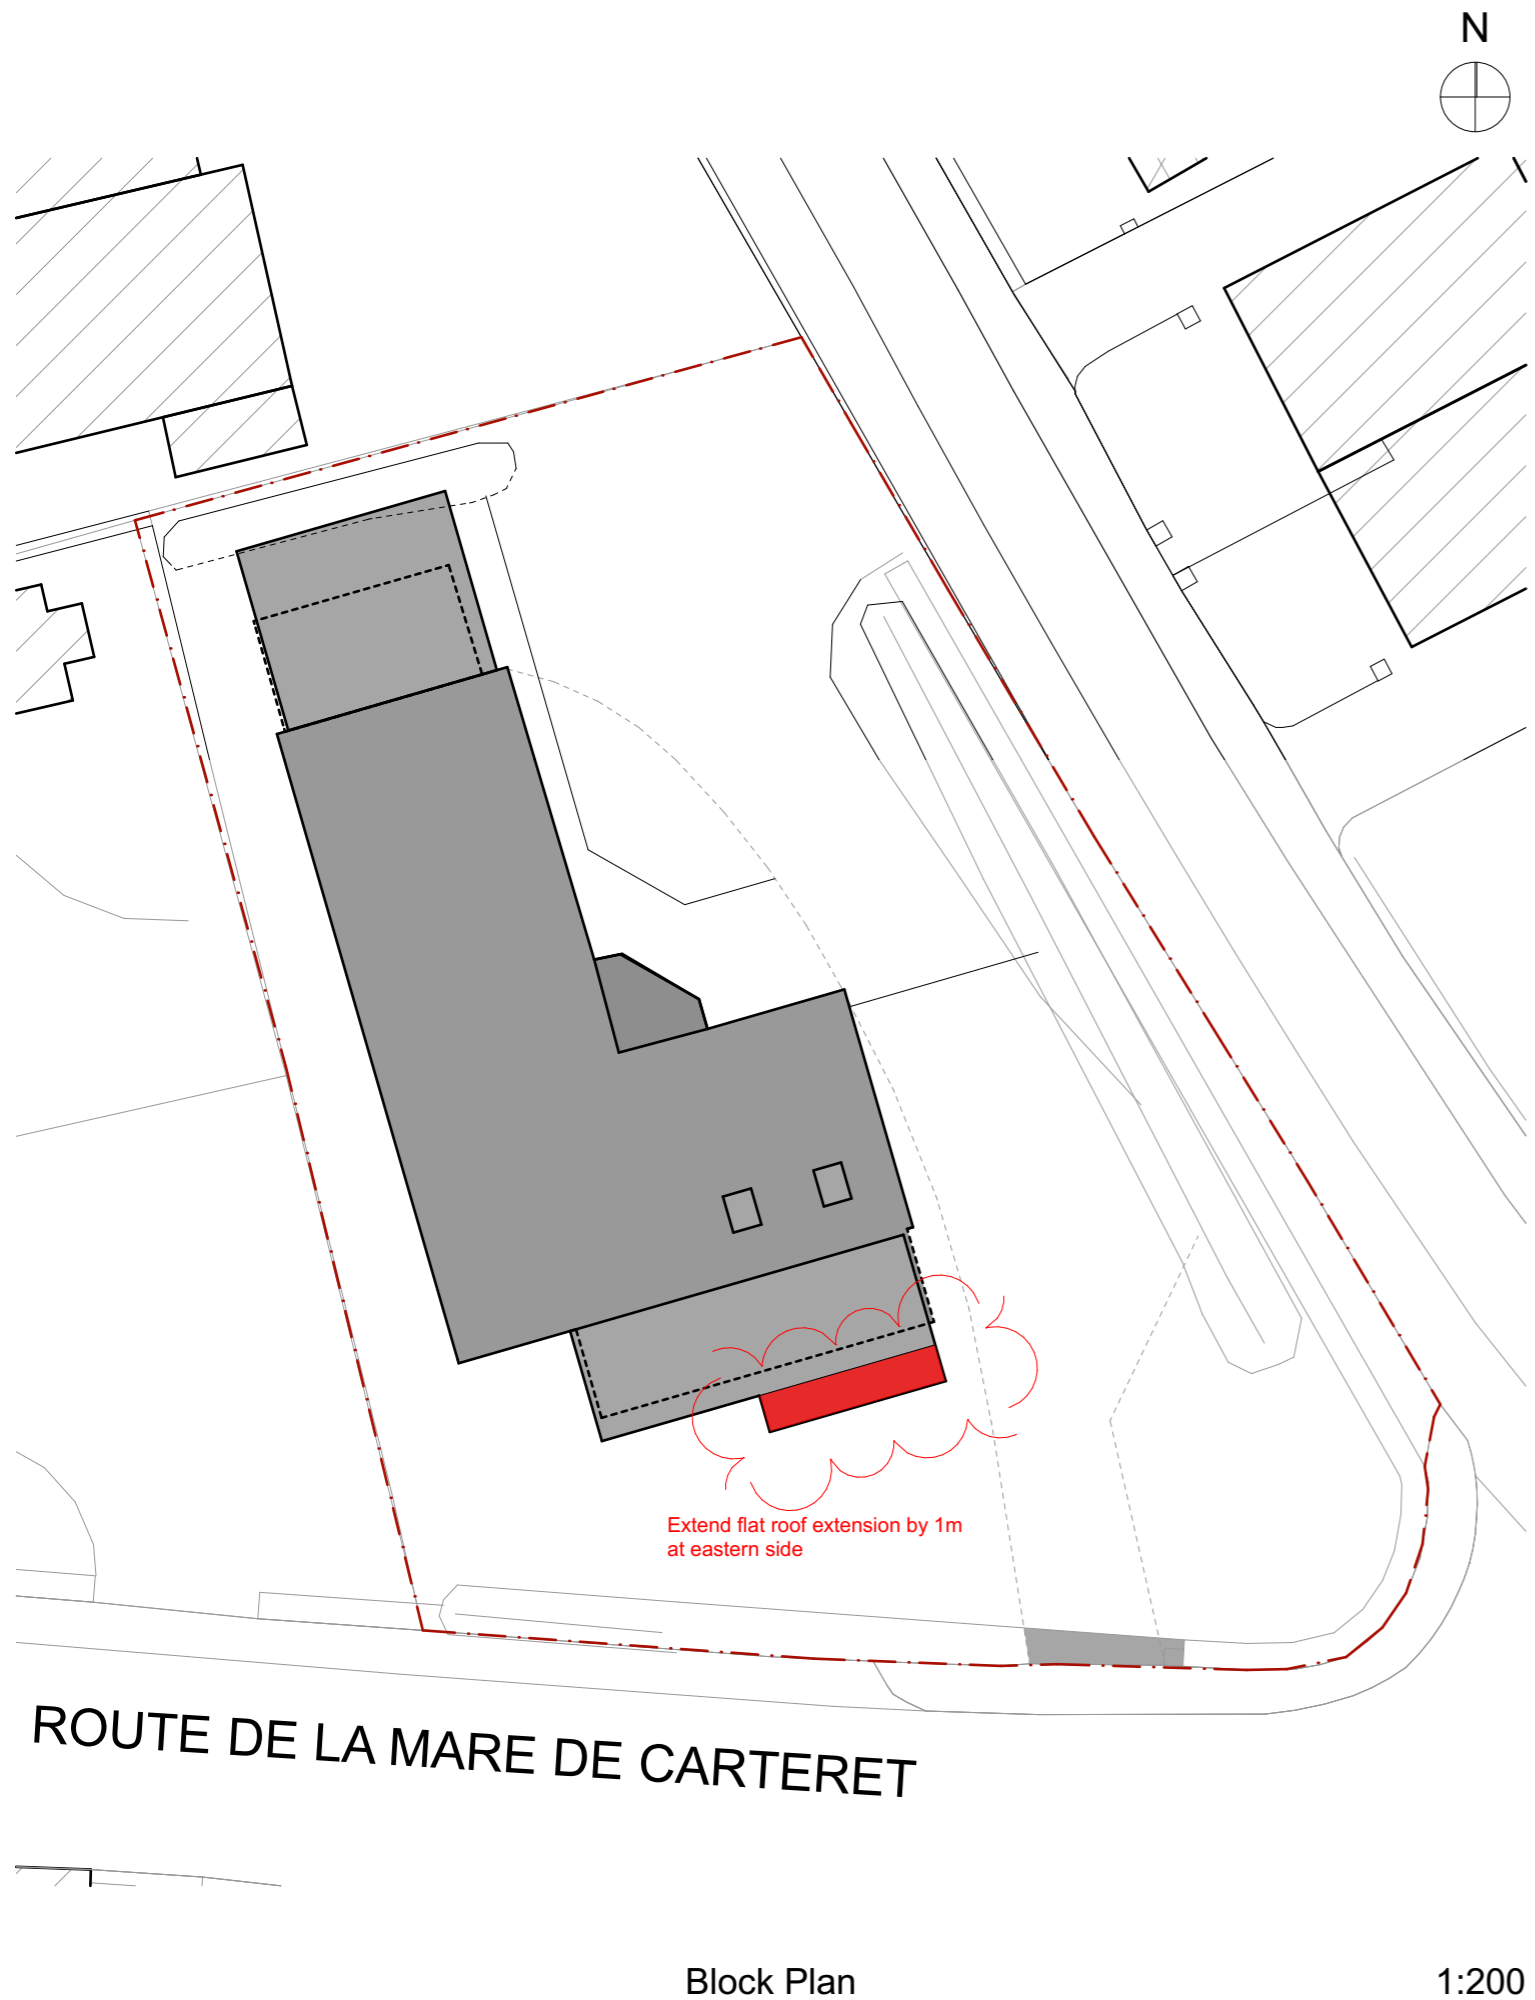 N
Extend flat roof extension by 1m
at eastern side
ROUTE DE LA MARE DE CARTERET
Block Plan
1:200